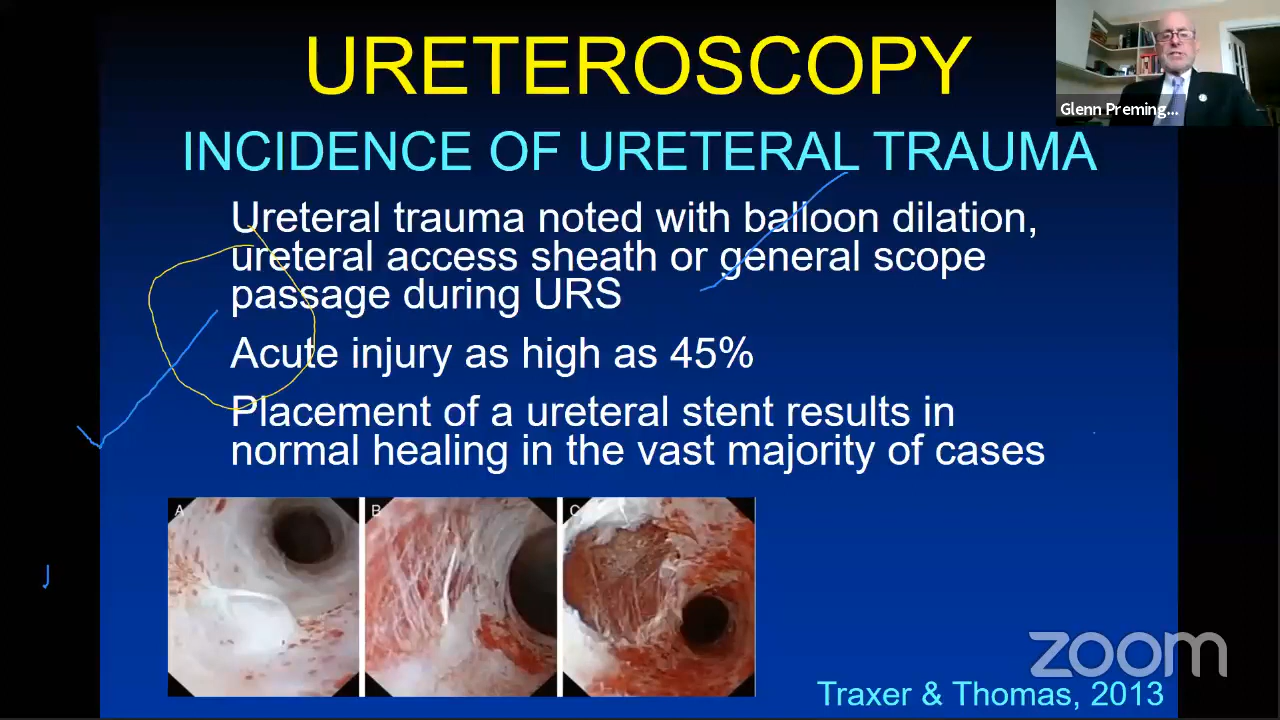 URETEROSCOPY
Glenn Preming...
INCIDENCE OF URETERAL TRAUMA
Ureteral trauma noted with balloon dilation,
ureteral access sheath or general scope
passage during URS
Acute injury as high as 45%
Placement of a ureteral stent results in
normal healing in the vast majority of cases
A
B
C
zoom
Traxer & Thomas, 2013